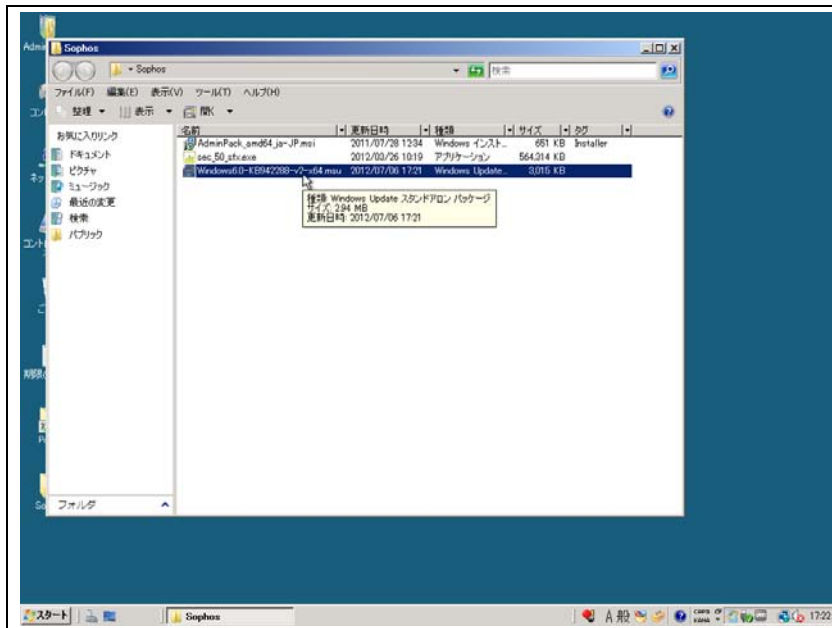 Sophos
Sophos
検索
ファイル(F) 編集(E) 表示(V) ツール(T) ヘルプ(H)
整理 表示 開く
お気に入りリンク
ドキュメント
ピクチャ
ミュージック
最近の変更
検索
パブリック
フォルダ
名前 更新日時 種類 サイズ タグ
AdminPack_amd64_ja-JP.msi 2011/07/28 12:34 Windows インスト... 651 KB Installer
sec_50_sfx.exe 2012/03/26 10:19 アプリケーション 564,314 KB
Windows6.0-KB942288-v2-x64.msu 2012/07/06 17:21 Windows Update... 3,015 KB
種類: Windows Update スタンドアロン パッケージ
サイズ: 2.94 MB
更新日時: 2012/07/06 17:21
スタート
Sophos
A 般
CAPS
KANA
17:22